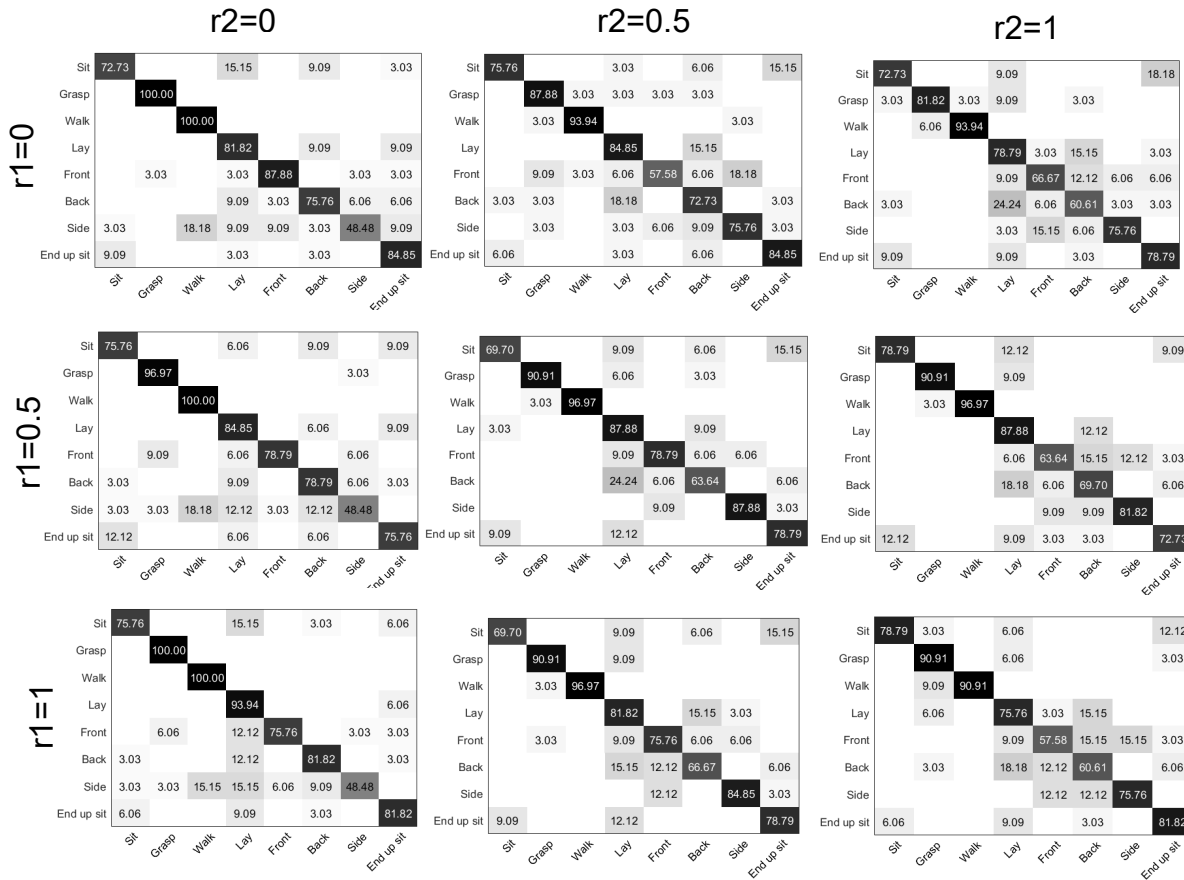 r2=0 r2=0.5 r2=1
r1=0
Sit 72.73 15.15 9.09 3.03
Grasp 100.00
Walk 100.00
Lay 81.82 9.09 9.09
Front 3.03 3.03 87.88 3.03 3.03
Back 9.09 3.03 75.76 6.06 6.06
Side 3.03 18.18 9.09 9.09 3.03 48.48 9.09
End up sit 9.09 3.03 3.03 84.85
Sit Grasp Walk Lay Front Back Side End up sit
Sit 75.76 3.03 6.06 15.15
Grasp 87.88 3.03 3.03 3.03 3.03
Walk 3.03 93.94 3.03
Lay 84.85 15.15
Front 9.09 3.03 6.06 57.58 6.06 18.18
Back 3.03 3.03 18.18 72.73 3.03
Side 3.03 3.03 6.06 9.09 75.76 3.03
End up sit 6.06 3.03 6.06 84.85
Sit Grasp Walk Lay Front Back Side End up sit
Sit 72.73 9.09 18.18
Grasp 3.03 81.82 3.03 9.09 3.03
Walk 6.06 93.94
Lay 78.79 3.03 15.15 3.03
Front 9.09 66.67 12.12 6.06 6.06
Back 3.03 24.24 6.06 60.61 3.03 3.03
Side 3.03 15.15 6.06 75.76
End up sit 9.09 9.09 3.03 78.79
Sit Grasp Walk Lay Front Back Side End up sit
r1=0.5
Sit 75.76 6.06 9.09 9.09
Grasp 96.97 3.03
Walk 100.00
Lay 84.85 6.06 9.09
Front 9.09 6.06 78.79 6.06
Back 3.03 9.09 78.79 6.06 3.03
Side 3.03 3.03 18.18 12.12 3.03 12.12 48.48
End up sit 12.12 6.06 6.06 75.76
Sit Grasp Walk Lay Front Back Side End up sit
Sit 69.70 9.09 6.06 15.15
Grasp 90.91 6.06 3.03
Walk 3.03 96.97
Lay 3.03 87.88 9.09
Front 9.09 78.79 6.06 6.06
Back 24.24 6.06 63.64 6.06
Side 9.09 87.88 3.03
End up sit 9.09 12.12 78.79
Sit Grasp Walk Lay Front Back Side End up sit
Sit 78.79 12.12 9.09
Grasp 90.91 9.09
Walk 3.03 96.97
Lay 87.88 12.12
Front 6.06 63.64 15.15 12.12 3.03
Back 18.18 6.06 69.70 6.06
Side 9.09 9.09 81.82
End up sit 12.12 9.09 3.03 3.03 72.73
Sit Grasp Walk Lay Front Back Side End up sit
r1=1
Sit 75.76 15.15 3.03 6.06
Grasp 100.00
Walk 100.00
Lay 93.94 6.06
Front 6.06 12.12 75.76 3.03 3.03
Back 3.03 12.12 81.82 3.03
Side 3.03 3.03 15.15 15.15 6.06 9.09 48.48
End up sit 6.06 9.09 3.03 81.82
Sit Grasp Walk Lay Front Back Side End up sit
Sit 69.70 9.09 6.06 15.15
Grasp 90.91 9.09
Walk 3.03 96.97
Lay 81.82 15.15 3.03
Front 3.03 9.09 75.76 6.06 6.06
Back 15.15 12.12 66.67 6.06
Side 12.12 84.85 3.03
End up sit 9.09 12.12 78.79
Sit Grasp Walk Lay Front Back Side End up sit
Sit 78.79 3.03 6.06 12.12
Grasp 90.91 6.06 3.03
Walk 9.09 90.91
Lay 6.06 75.76 3.03 15.15
Front 9.09 57.58 15.15 15.15 3.03
Back 3.03 18.18 12.12 60.61 6.06
Side 12.12 12.12 75.76
End up sit 6.06 9.09 3.03 81.82
Sit Grasp Walk Lay Front Back Side End up sit